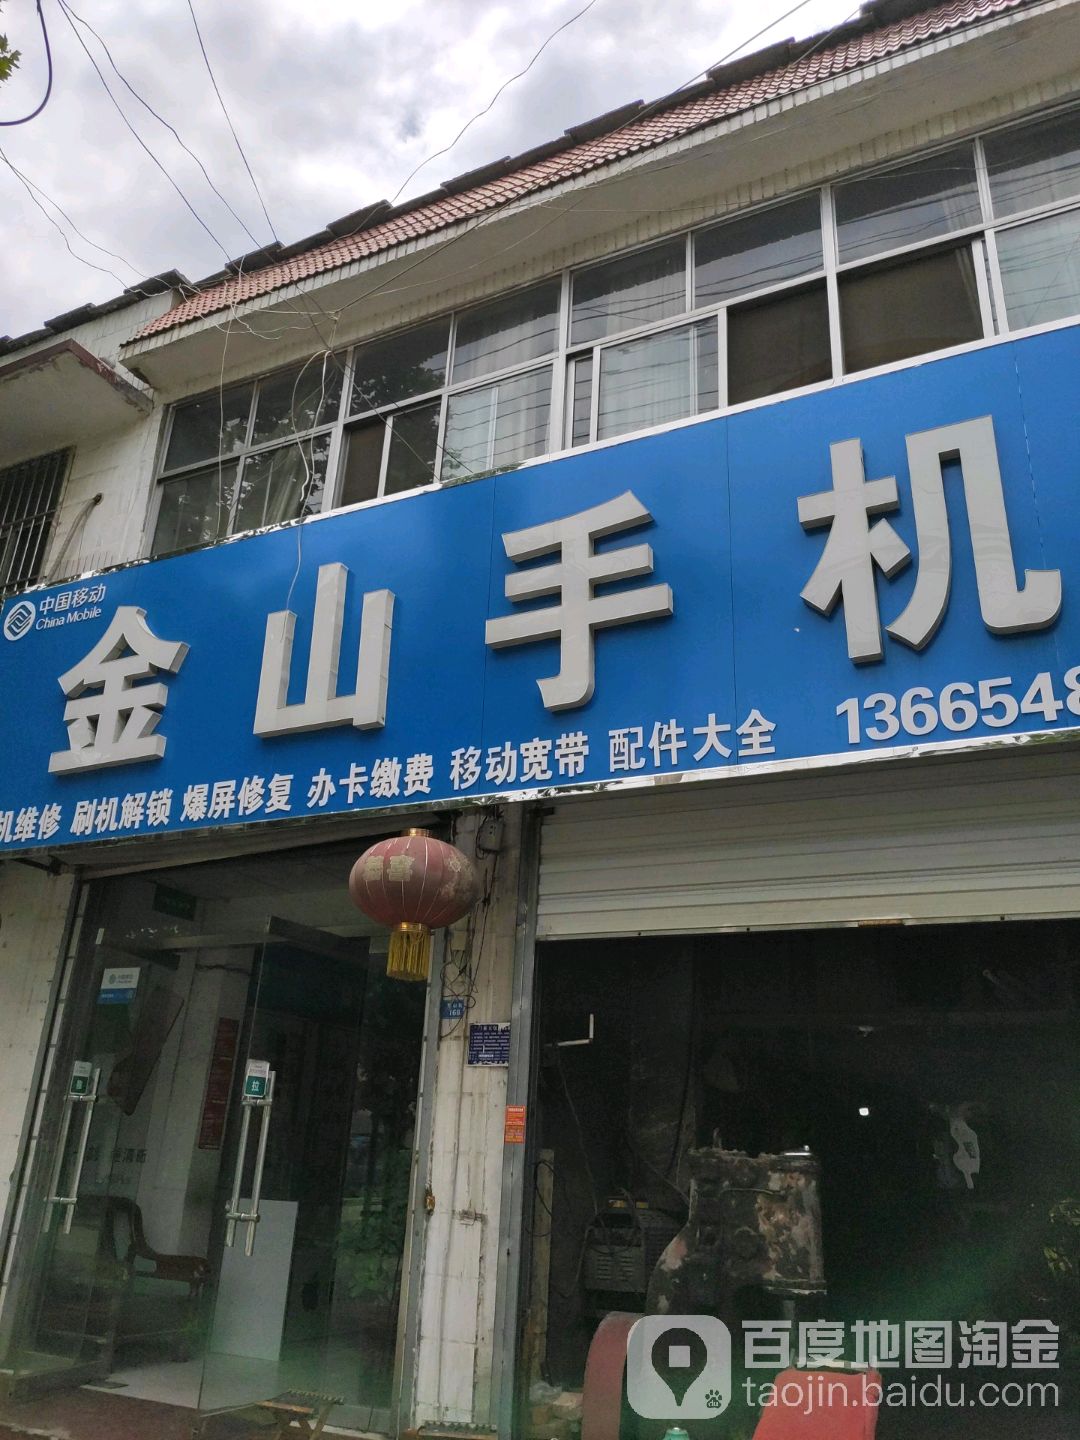 中国移动
China Mobile
金山手机
机维修 刷机解锁 爆屏修复 办卡缴费 移动宽带 配件大全 1366548
168
推
拉
百度地图淘金
taojin.baidu.com